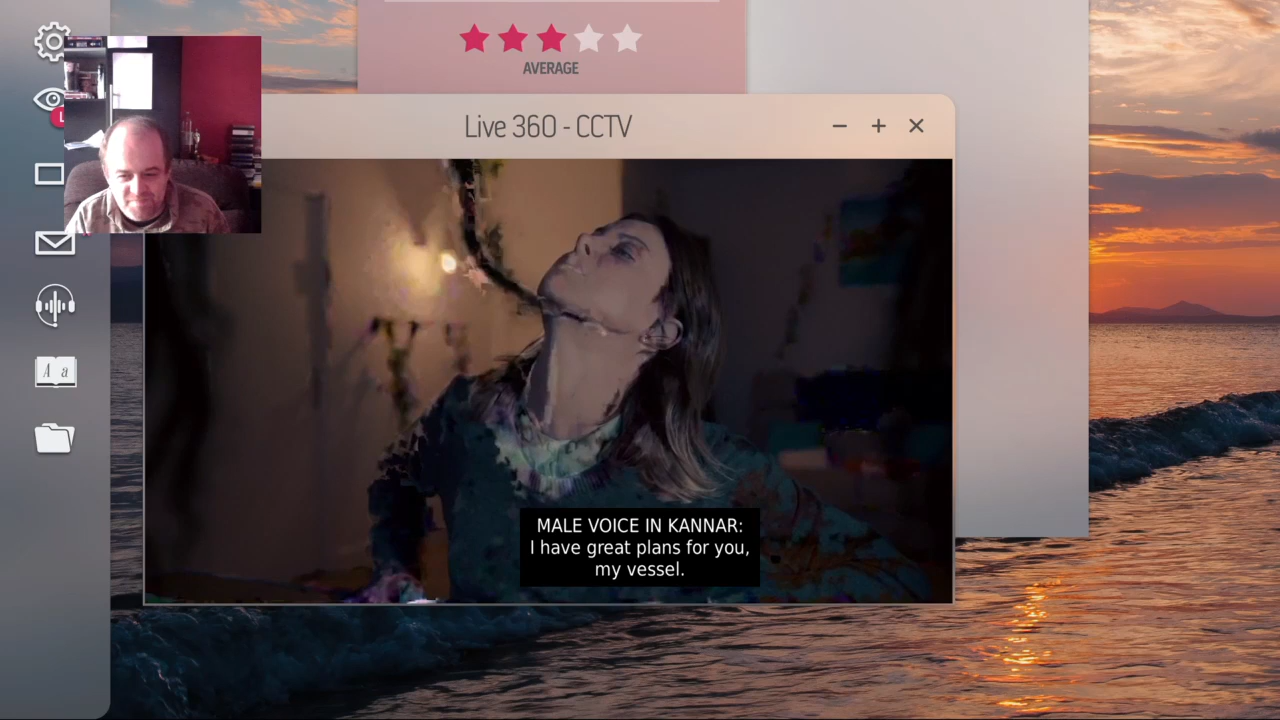 AVERAGE
Live 360 - CCTV
L
A a
MALE VOICE IN KANNAR:
I have great plans for you,
my vessel.